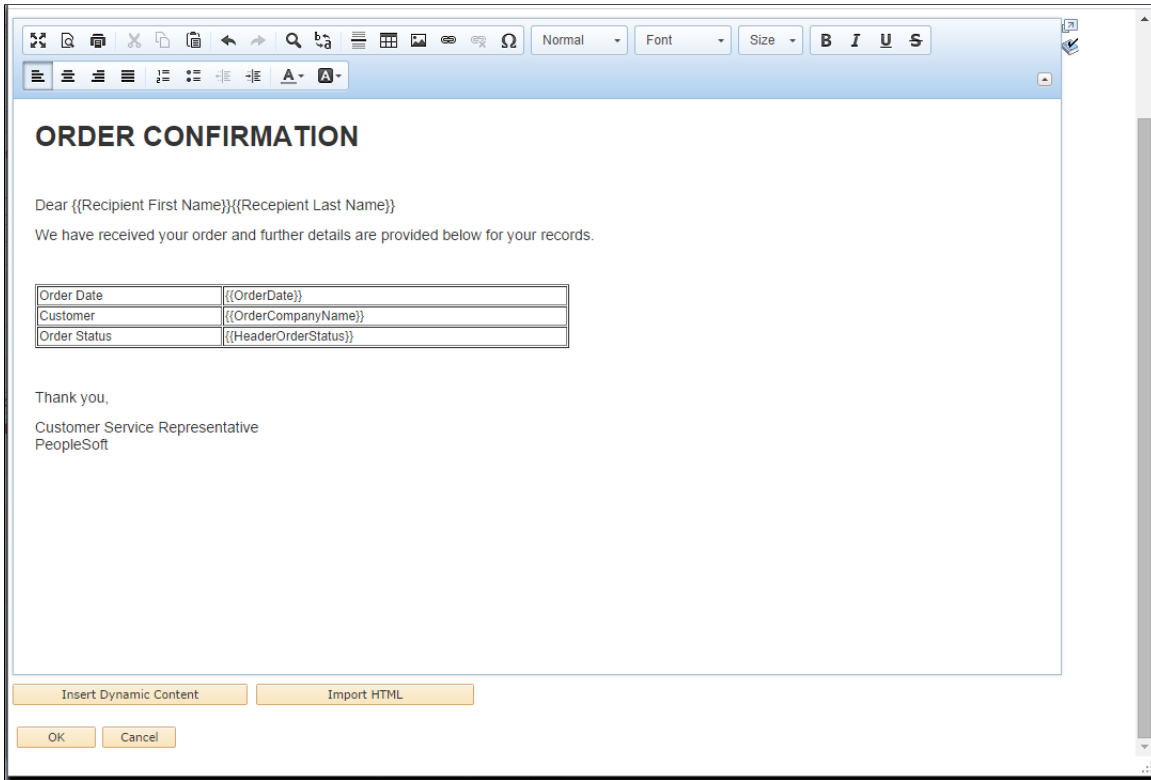 Normal Font Size B I U S
ORDER CONFIRMATION
Dear {{Recipient First Name}}{{Recepient Last Name}}
We have received your order and further details are provided below for your records.
Order Date {{OrderDate}}
Customer {{OrderCompanyName}}
Order Status {{HeaderOrderStatus}}
Thank you,
Customer Service Representative
PeopleSoft
Insert Dynamic Content Import HTML
OK Cancel